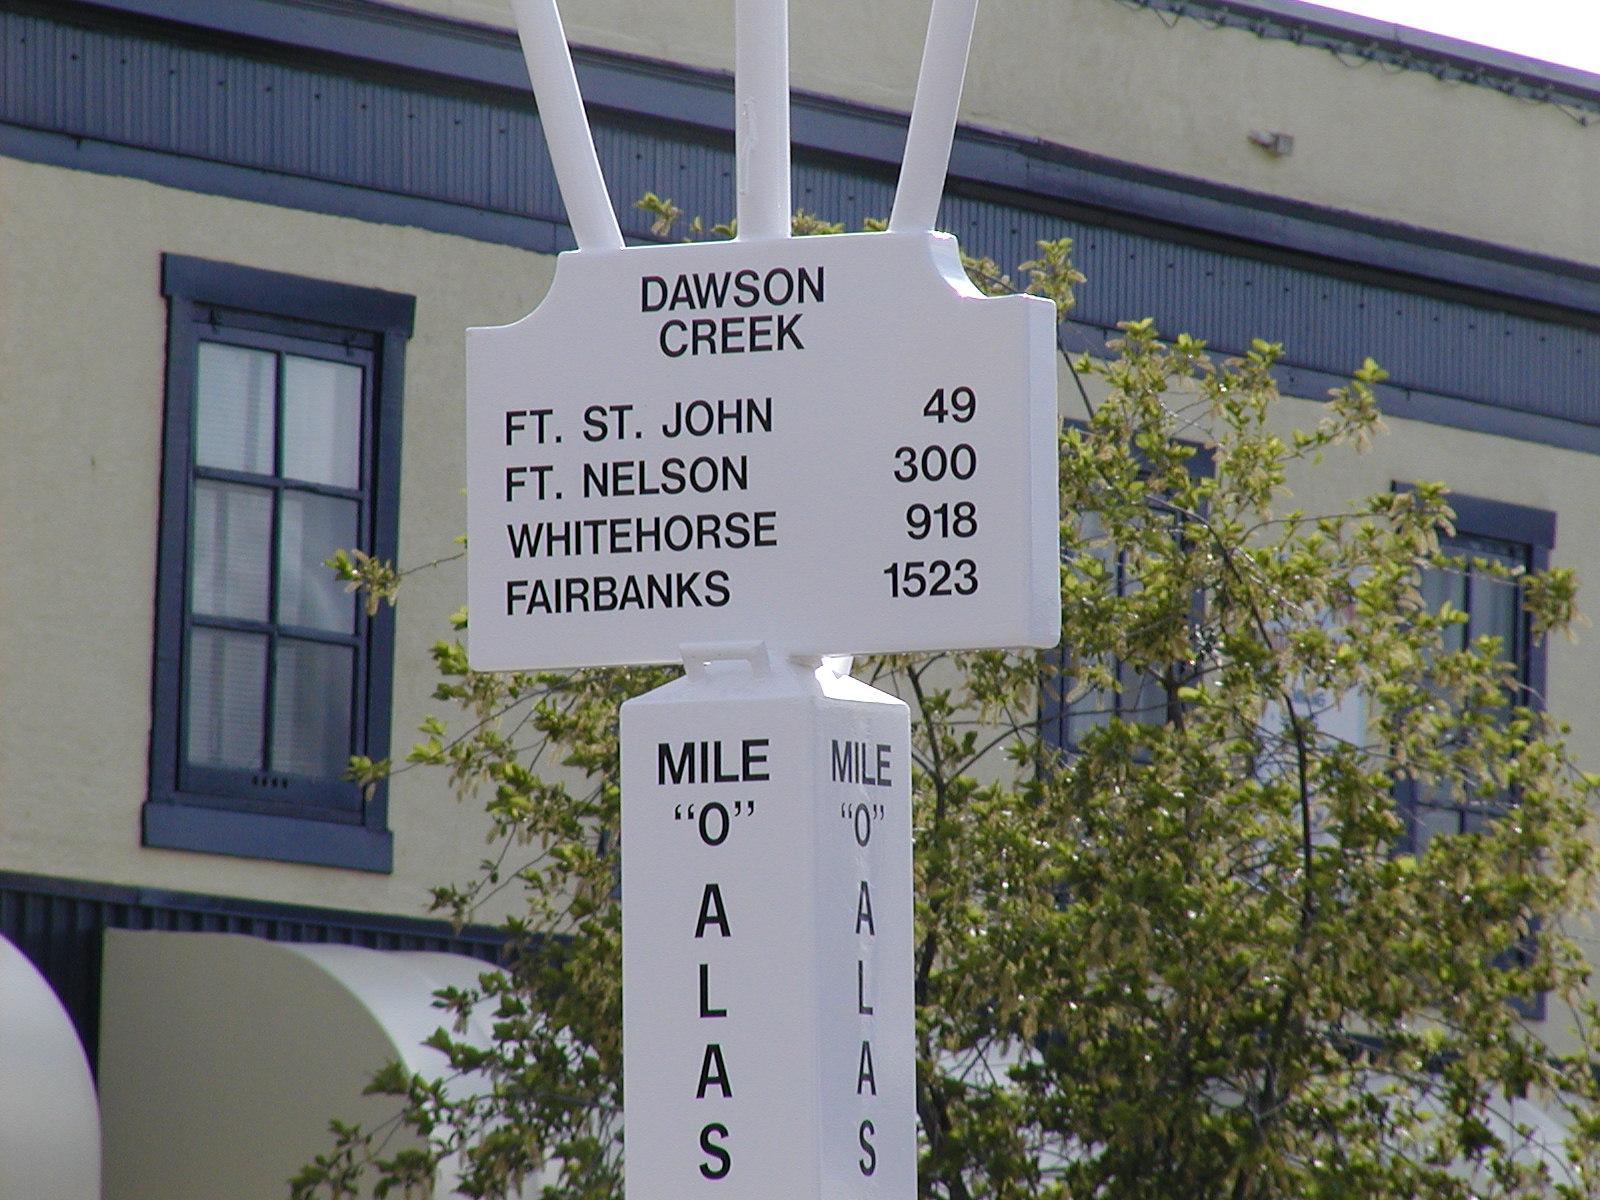 DAWSON
CREEK
FT. ST. JOHN 49
FT. NELSON 300
WHITEHORSE 918
FAIRBANKS 1523
MILE
"O"
A
L
A
S
MILE
"O"
A
L
A
S